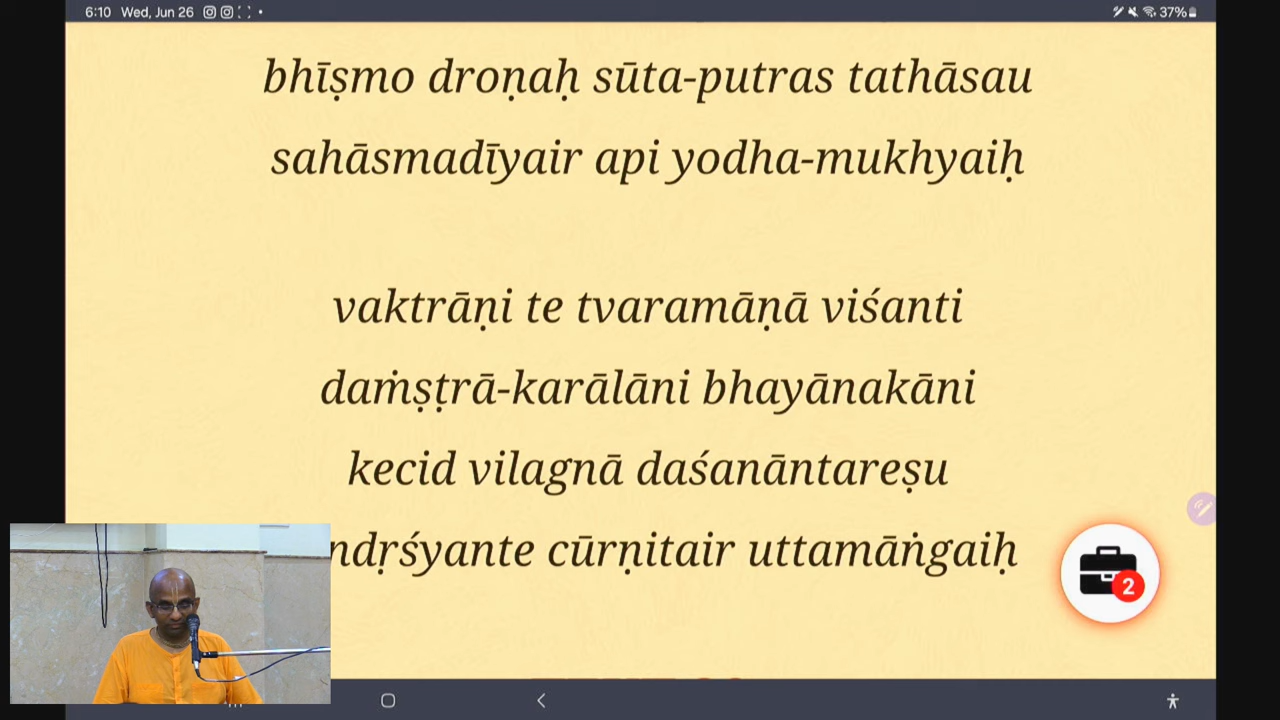 6:10 Wed, Jun 26
37%
bhīṣmo droṇaḥ sūta-putras tathāsau
sahāsmadīyair api yodha-mukhyaiḥ
vaktrāṇi te tvaramāṇā viśanti
daṁṣṭrā-karālāni bhayānakāni
kecid vilagnā daśanāntareṣu
ndṛśyante cūrṇitair uttamāṅgaiḥ
2